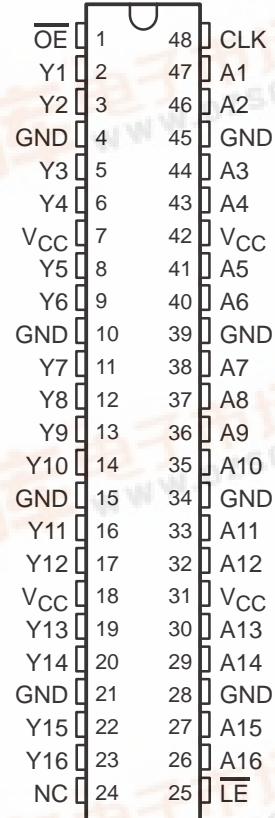 O̅E̅ 1 48 CLK
Y1 2 47 A1
Y2 3 46 A2
GND 4 45 GND
Y3 5 44 A3
Y4 6 43 A4
VCC 7 42 VCC
Y5 8 41 A5
Y6 9 40 A6
GND 10 39 GND
Y7 11 38 A7
Y8 12 37 A8
Y9 13 36 A9
Y10 14 35 A10
GND 15 34 GND
Y11 16 33 A11
Y12 17 32 A12
VCC 18 31 VCC
Y13 19 30 A13
Y14 20 29 A14
GND 21 28 GND
Y15 22 27 A15
Y16 23 26 A16
NC 24 25 L̅E̅